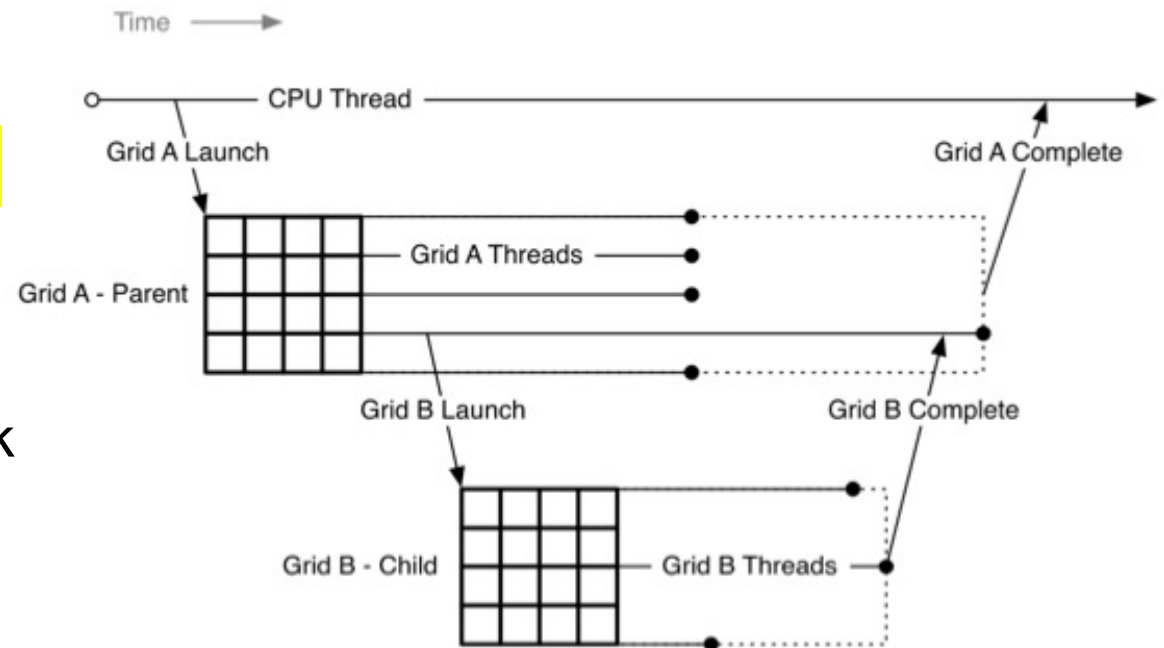 Time
CPU Thread
Grid A Launch
Grid A Complete
Grid A Threads
Grid A - Parent
Grid B Launch
Grid B Complete
k
Grid B - Child
Grid B Threads